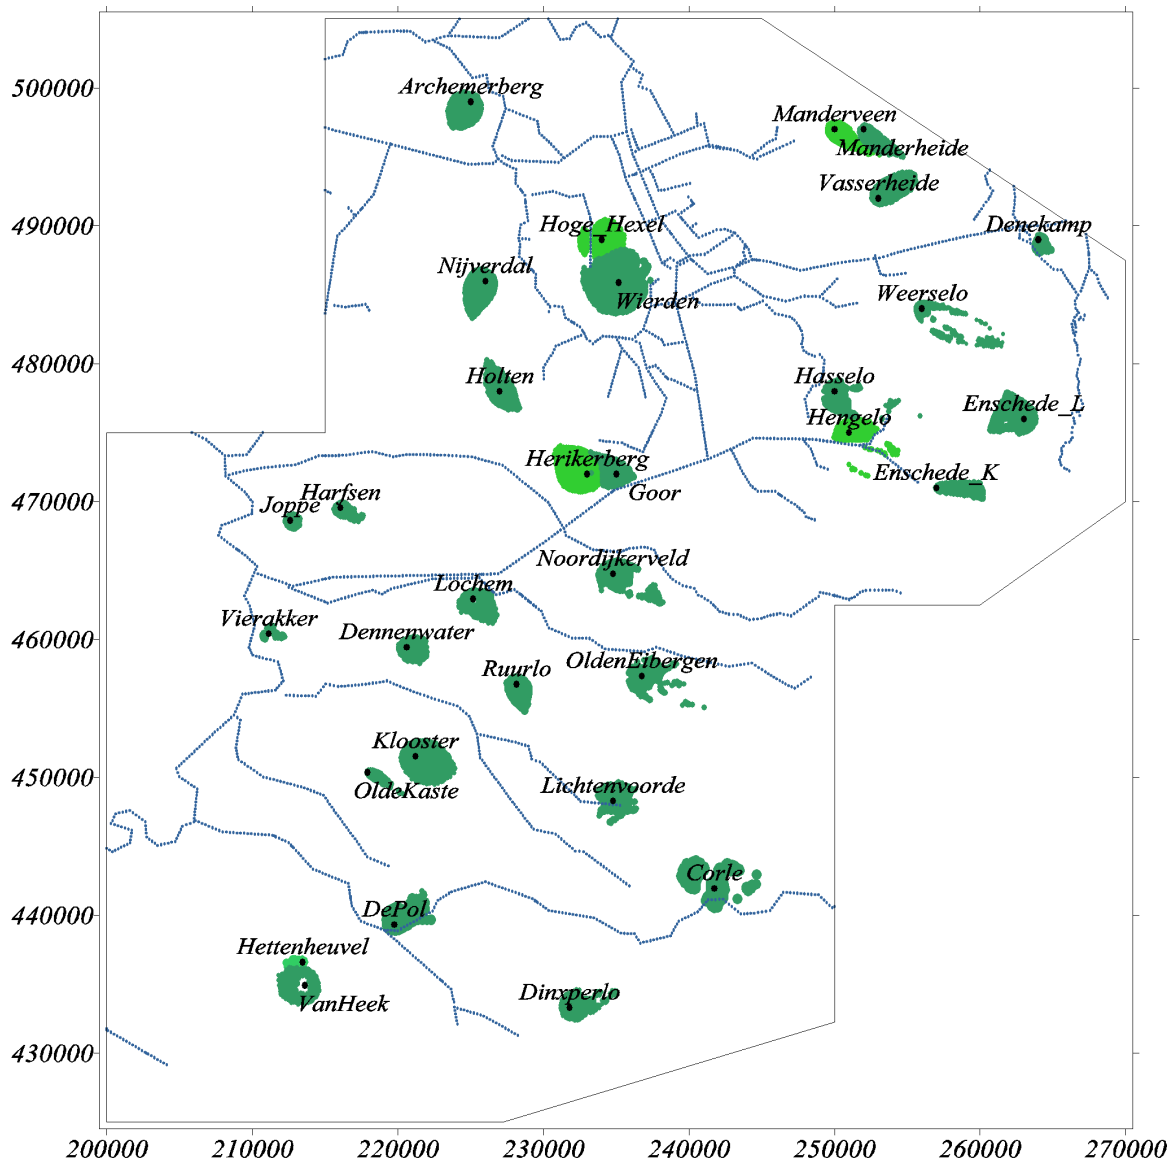 500000
Archemerberg
Manderveen
Manderheide
Vasserheide
490000
Hoge_Hexel
Denekamp
Nijverdal
Wierden
Weerselo
480000
Holten
Hasselo
Enschede_L
Hengelo
Herikerberg
Enschede_K
470000
Joppe
Harfsen
Goor
Noordijkerveld
Lochem
Vierakker
460000
Dennenwater
Ruurlo
OldenEibergen
Klooster
450000
OldeKaste
Lichtenvoorde
Corle
440000
DePol
Hettenheuvel
VanHeek
Dinxperlo
430000
200000 210000 220000 230000 240000 250000 260000 270000